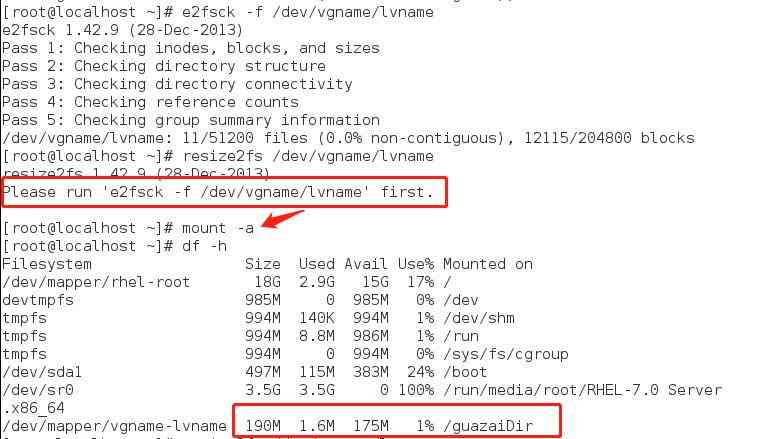 [root@localhost ~]# e2fsck -f /dev/vgname/lvname
e2fsck 1.42.9 (28-Dec-2013)
Pass 1: Checking inodes, blocks, and sizes
Pass 2: Checking directory structure
Pass 3: Checking directory connectivity
Pass 4: Checking reference counts
Pass 5: Checking group summary information
/dev/vgname/lvname: 11/51200 files (0.0% non-contiguous), 12115/204800 blocks
[root@localhost ~]# resize2fs /dev/vgname/lvname
resize2fs 1.42.9 (28-Dec-2013)
Please run 'e2fsck -f /dev/vgname/lvname' first.
[root@localhost ~]# mount -a
[root@localhost ~]# df -h
Filesystem Size Used Avail Use% Mounted on
/dev/mapper/rhel-root 18G 2.9G 15G 17% /
devtmpfs 985M 0 985M 0% /dev
tmpfs 994M 140K 994M 1% /dev/shm
tmpfs 994M 8.8M 986M 1% /run
tmpfs 994M 0 994M 0% /sys/fs/cgroup
/dev/sda1 497M 115M 383M 24% /boot
/dev/sr0 3.5G 3.5G 0 100% /run/media/root/RHEL-7.0 Server
.x86_64
/dev/mapper/vgname-lvname 190M 1.6M 175M 1% /guazaiDir